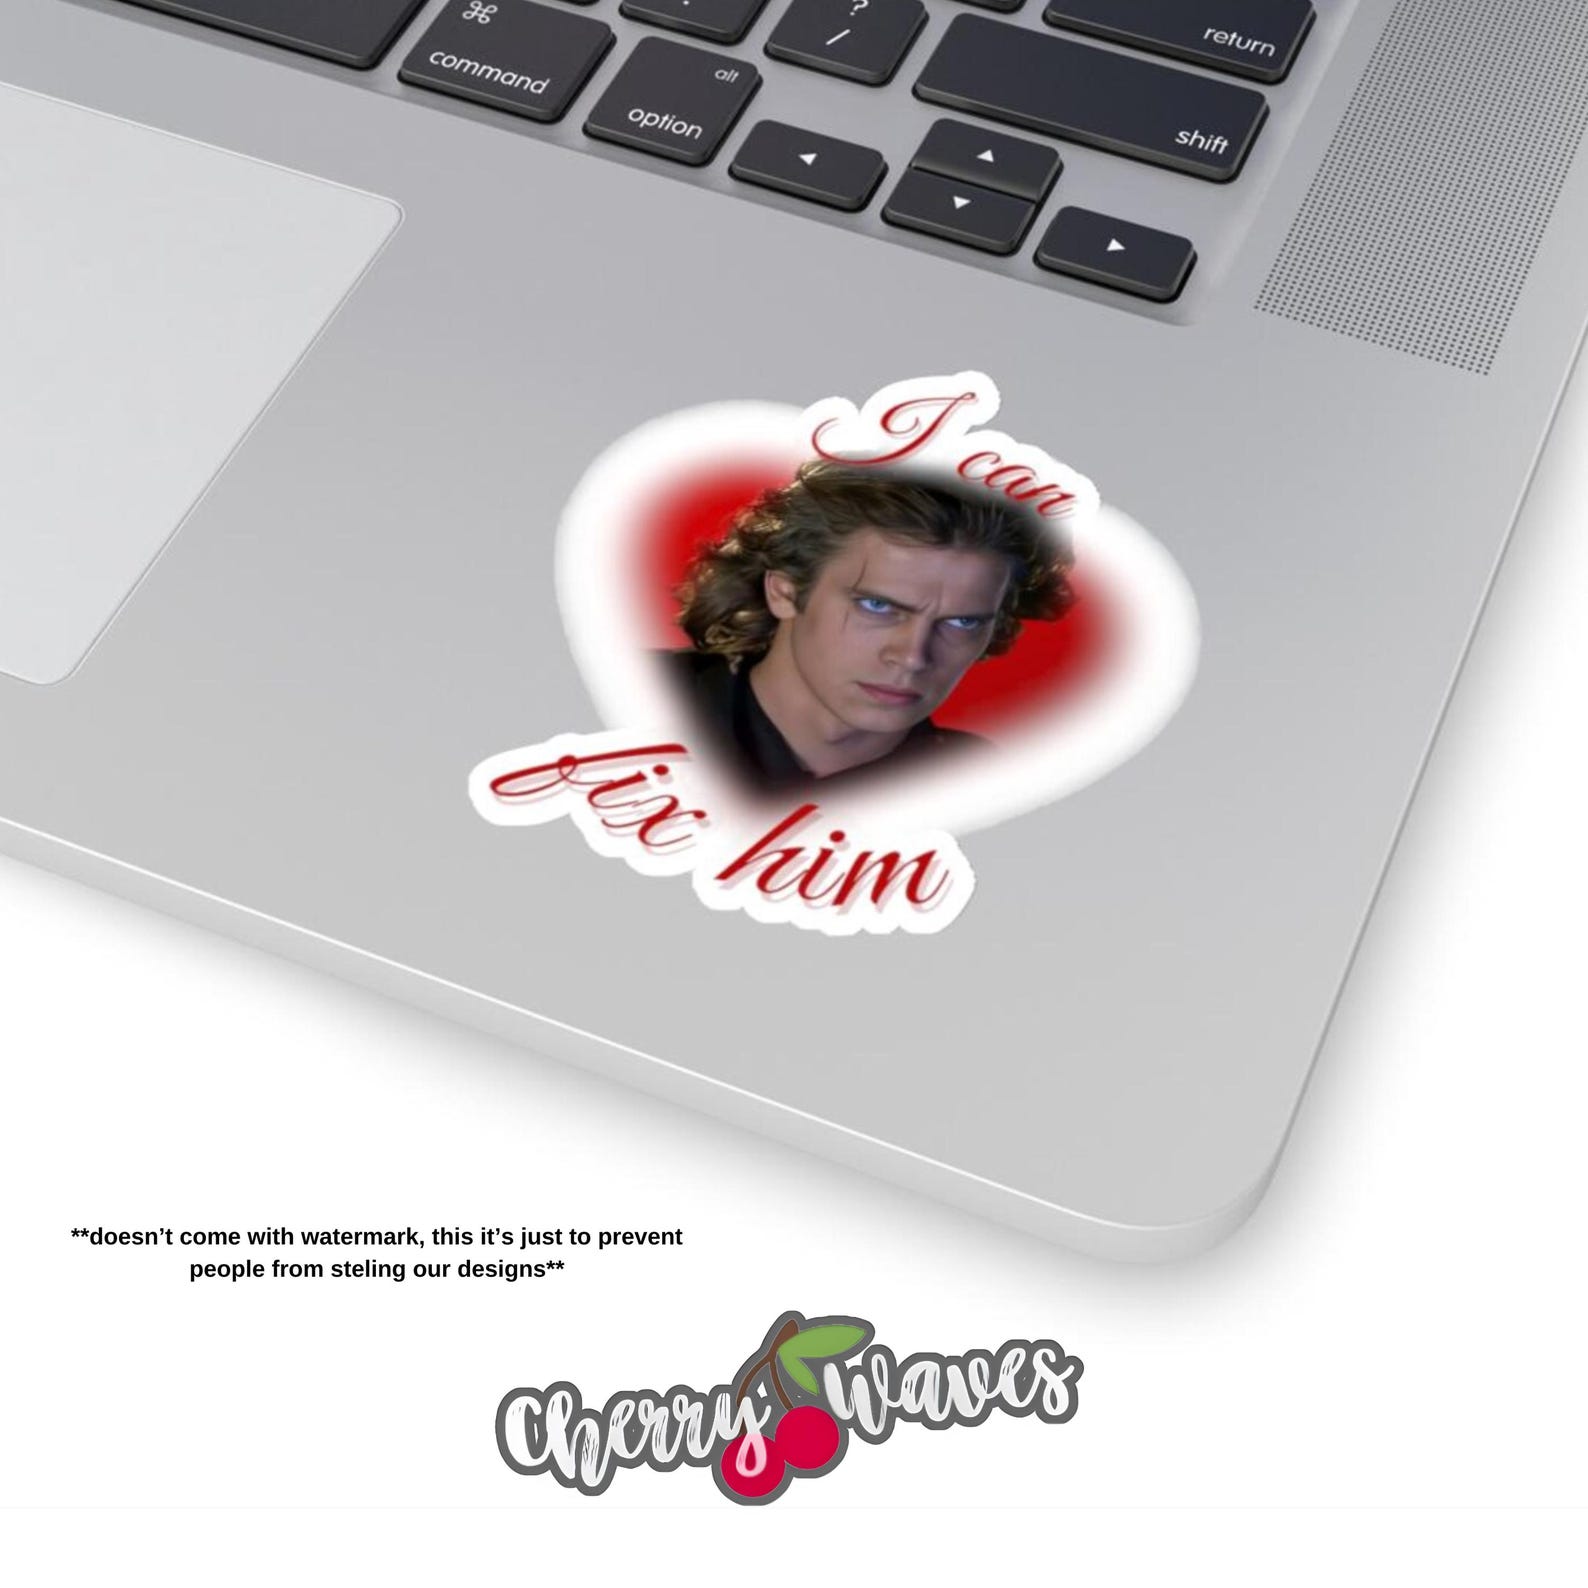 ⌘
command
alt
option
?
/
return
shift
◀
▲
▼
▶
I can
fix him
**doesn’t come with watermark, this it’s just to prevent
people from steling our designs**
Cherry waves